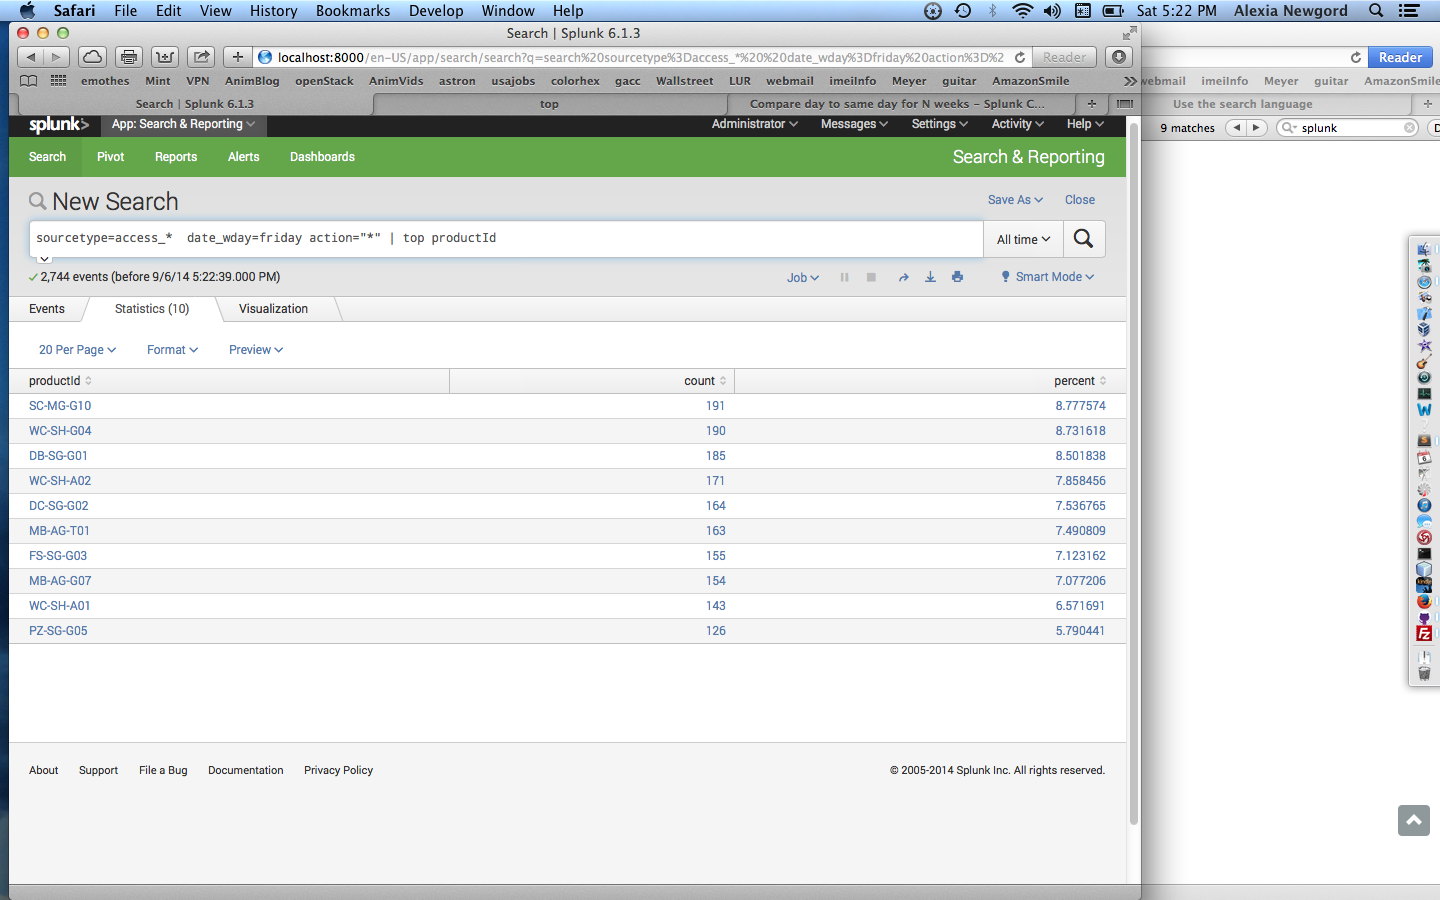 Safari File Edit View History Bookmarks Develop Window Help Sat 5:22 PM Alexia Newgord
Search | Splunk 6.1.3
localhost:8000/en-US/app/search/search?q=search%20sourcetype%3Daccess_*%20%20date_wday%3Dfriday%20action%3D%2 Reader
Reader
emothes Mint VPN AnimBlog openStack AnimVids astron usajobs colorhex gacc Wallstreet LUR webmail imeiInfo Meyer guitar AmazonSmile
webmail imeiInfo Meyer guitar AmazonSmile
Search | Splunk 6.1.3 top Compare day to same day for N weeks – Splunk C...
Use the search language
splunk> App: Search & Reporting Administrator Messages Settings Activity Help
9 matches splunk D
Search Pivot Reports Alerts Dashboards Search & Reporting
New Search Save As Close
sourcetype=access_*  date_wday=friday action="*" | top productId All time
2,744 events (before 9/6/14 5:22:39.000 PM) Job Smart Mode
Events Statistics (10) Visualization
20 Per Page Format Preview
productId count percent
SC-MG-G10 191 8.777574
WC-SH-G04 190 8.731618
DB-SG-G01 185 8.501838
WC-SH-A02 171 7.858456
DC-SG-G02 164 7.536765
MB-AG-T01 163 7.490809
FS-SG-G03 155 7.123162
MB-AG-G07 154 7.077206
WC-SH-A01 143 6.571691
PZ-SG-G05 126 5.790441
About Support File a Bug Documentation Privacy Policy © 2005-2014 Splunk Inc. All rights reserved.